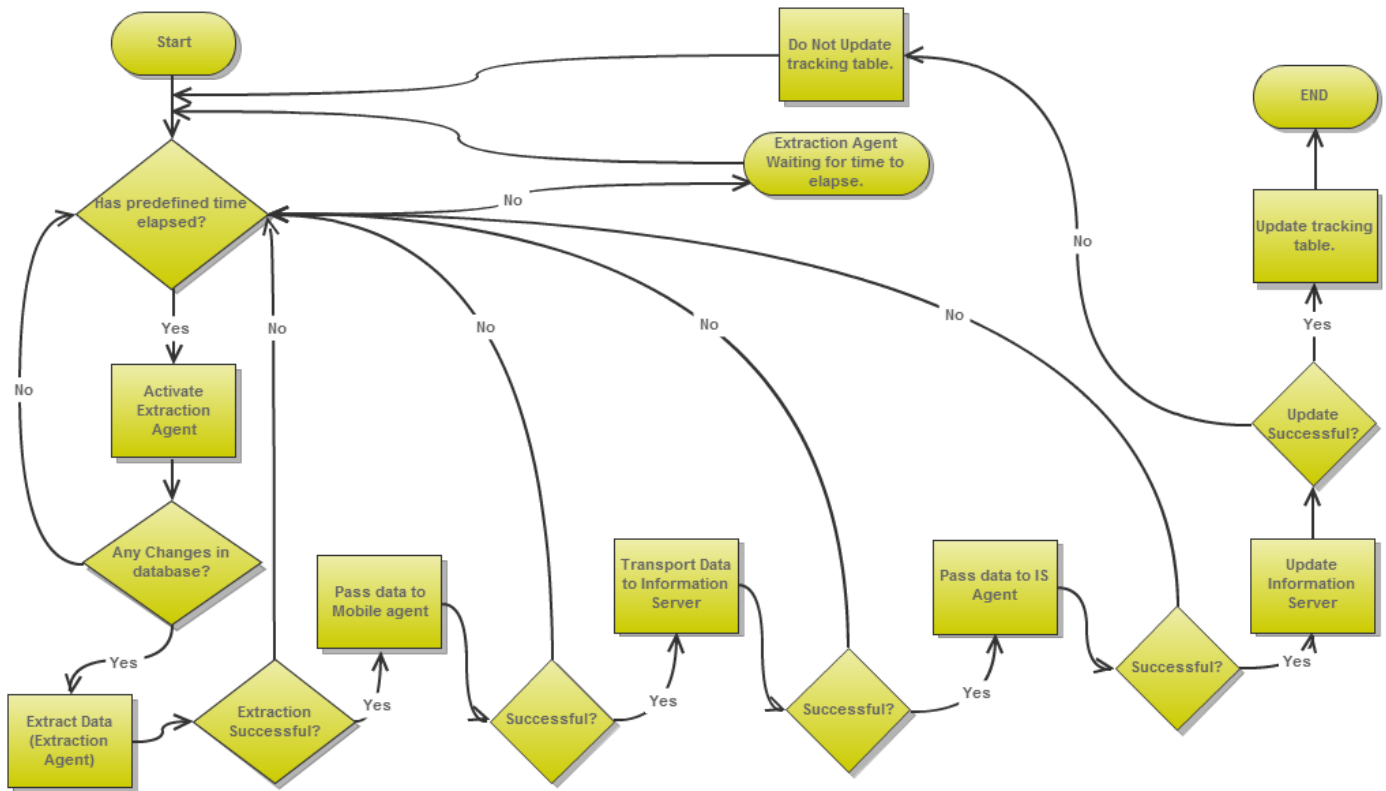 Start
Do Not Update
tracking table.
END
Extraction Agent
Waiting for time to
elapse.
No
Has predefined time
elapsed?
Update tracking
table.
No
Yes
No
No
No
No
Yes
No
Activate
Extraction
Agent
Update
Successful?
Any Changes in
database?
Pass data to
Mobile agent
Transport Data
to Information
Server
Pass data to IS
Agent
Update
Information
Server
Yes
Extract Data
(Extraction
Agent)
Extraction
Successful?
Yes
Successful?
Yes
Successful?
Yes
Successful?
Yes